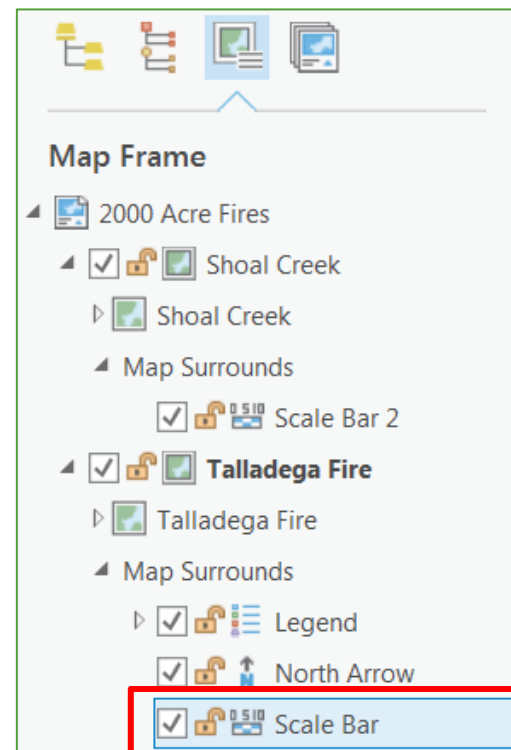 Map Frame
2000 Acre Fires
Shoal Creek
Shoal Creek
Map Surrounds
Scale Bar 2
Talladega Fire
Talladega Fire
Map Surrounds
Legend
North Arrow
Scale Bar